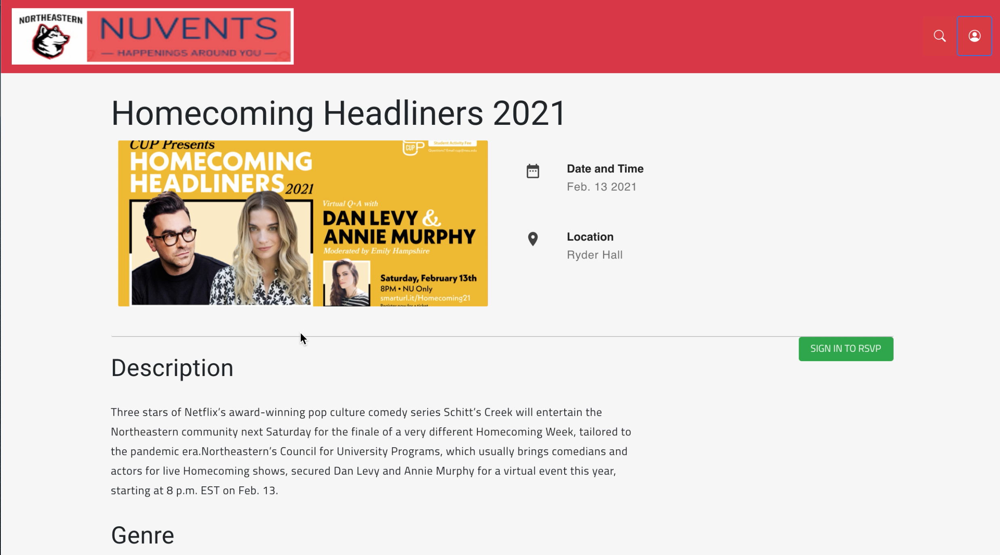 NORTHEASTERN
NUVENTS
— HAPPENINGS AROUND YOU —
Homecoming Headliners 2021
CUP Presents
HOMECOMING
HEADLINERS 2021
CUP
Student Activity Fee
Questions? Email cup@neu.edu
Virtual Q+A with
DAN LEVY &
ANNIE MURPHY
Moderated by Emily Hampshire
Saturday, February 13th
8PM • NU Only
smarturl.it/Homecoming21
Register now for a ticket
Date and Time
Feb. 13 2021
Location
Ryder Hall
SIGN IN TO RSVP
Description
Three stars of Netflix’s award-winning pop culture comedy series Schitt’s Creek will entertain the
Northeastern community next Saturday for the finale of a very different Homecoming Week, tailored to
the pandemic era.Northeastern’s Council for University Programs, which usually brings comedians and
actors for live Homecoming shows, secured Dan Levy and Annie Murphy for a virtual event this year,
starting at 8 p.m. EST on Feb. 13.
Genre